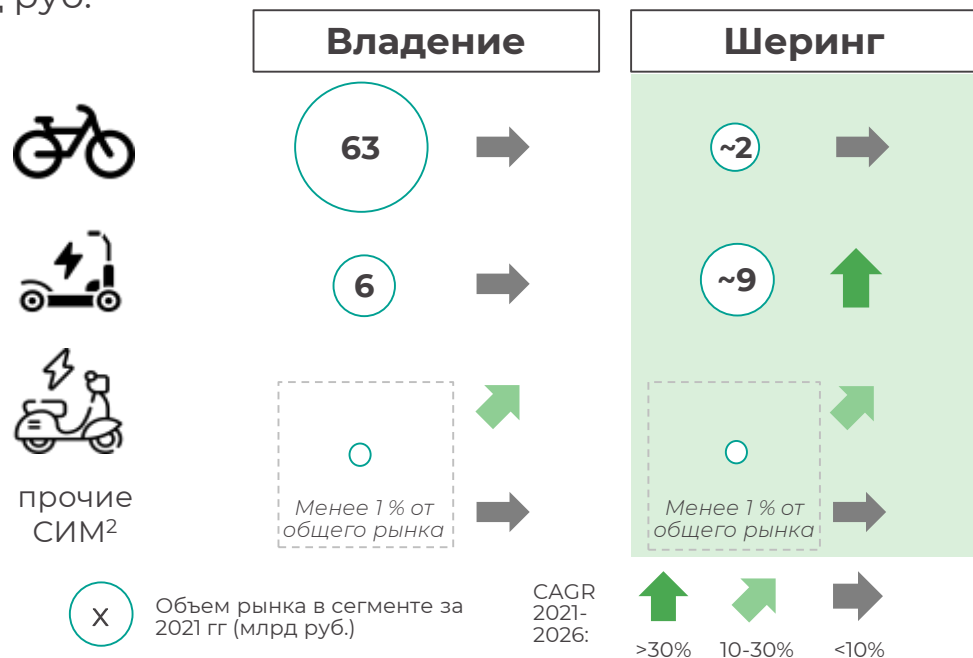 руб.
Владение
Шеринг
63
~2
6
~9
прочие
СИМ²
Менее 1 % от
общего рынка
Менее 1 % от
общего рынка
X
Объем рынка в сегменте за
2021 гг (млрд руб.)
CAGR
2021-
2026:
>30%
10-30%
<10%